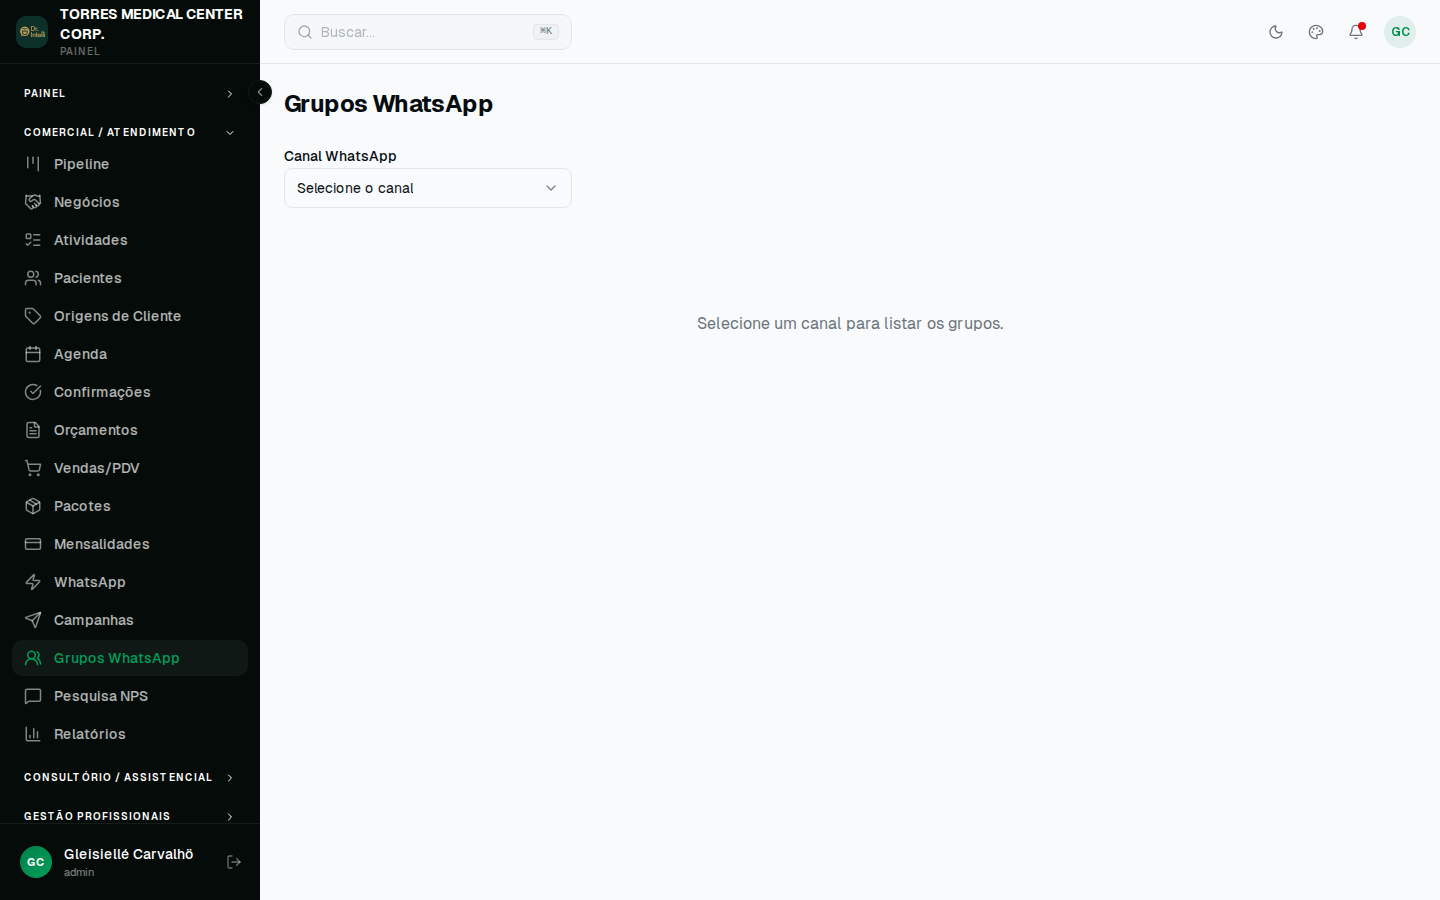 TORRES MEDICAL CENTER
CORP.
PAINEL
Buscar...
⌘K
GC
PAINEL
COMERCIAL / ATENDIMENTO
Pipeline
Negócios
Atividades
Pacientes
Origens de Cliente
Agenda
Confirmações
Orçamentos
Vendas/PDV
Pacotes
Mensalidades
WhatsApp
Campanhas
Grupos WhatsApp
Pesquisa NPS
Relatórios
CONSULTÓRIO / ASSISTENCIAL
GESTÃO PROFISSIONAIS
GC
Gleisiellé Carvalhö
admin
Grupos WhatsApp
Canal WhatsApp
Selecione o canal
Selecione um canal para listar os grupos.